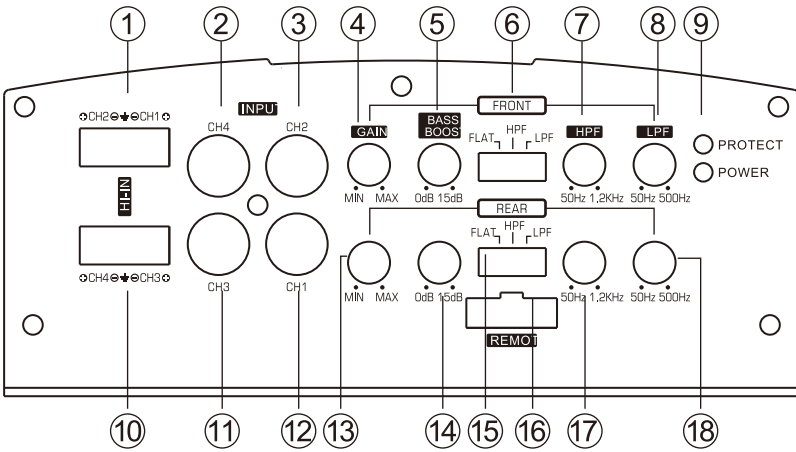 ① ② ③ ④ ⑤ ⑥ ⑦ ⑧ ⑨
INPUT
FRONT
CH2 CH1
CH4 CH2
GAIN
BASS
BOOST
FLAT HPF LPF
HPF
LPF
PROTECT
POWER
MIN MAX
0dB 15dB
50Hz 1,2KHz
50Hz 500Hz
HI-IN
REAR
FLAT HPF LPF
CH4 CH3
CH3 CH1
MIN MAX
0dB 15dB
50Hz 1,2KHz
50Hz 500Hz
REMOT
⑩ ⑪ ⑫ ⑬ ⑭ ⑮ ⑯ ⑰ ⑱